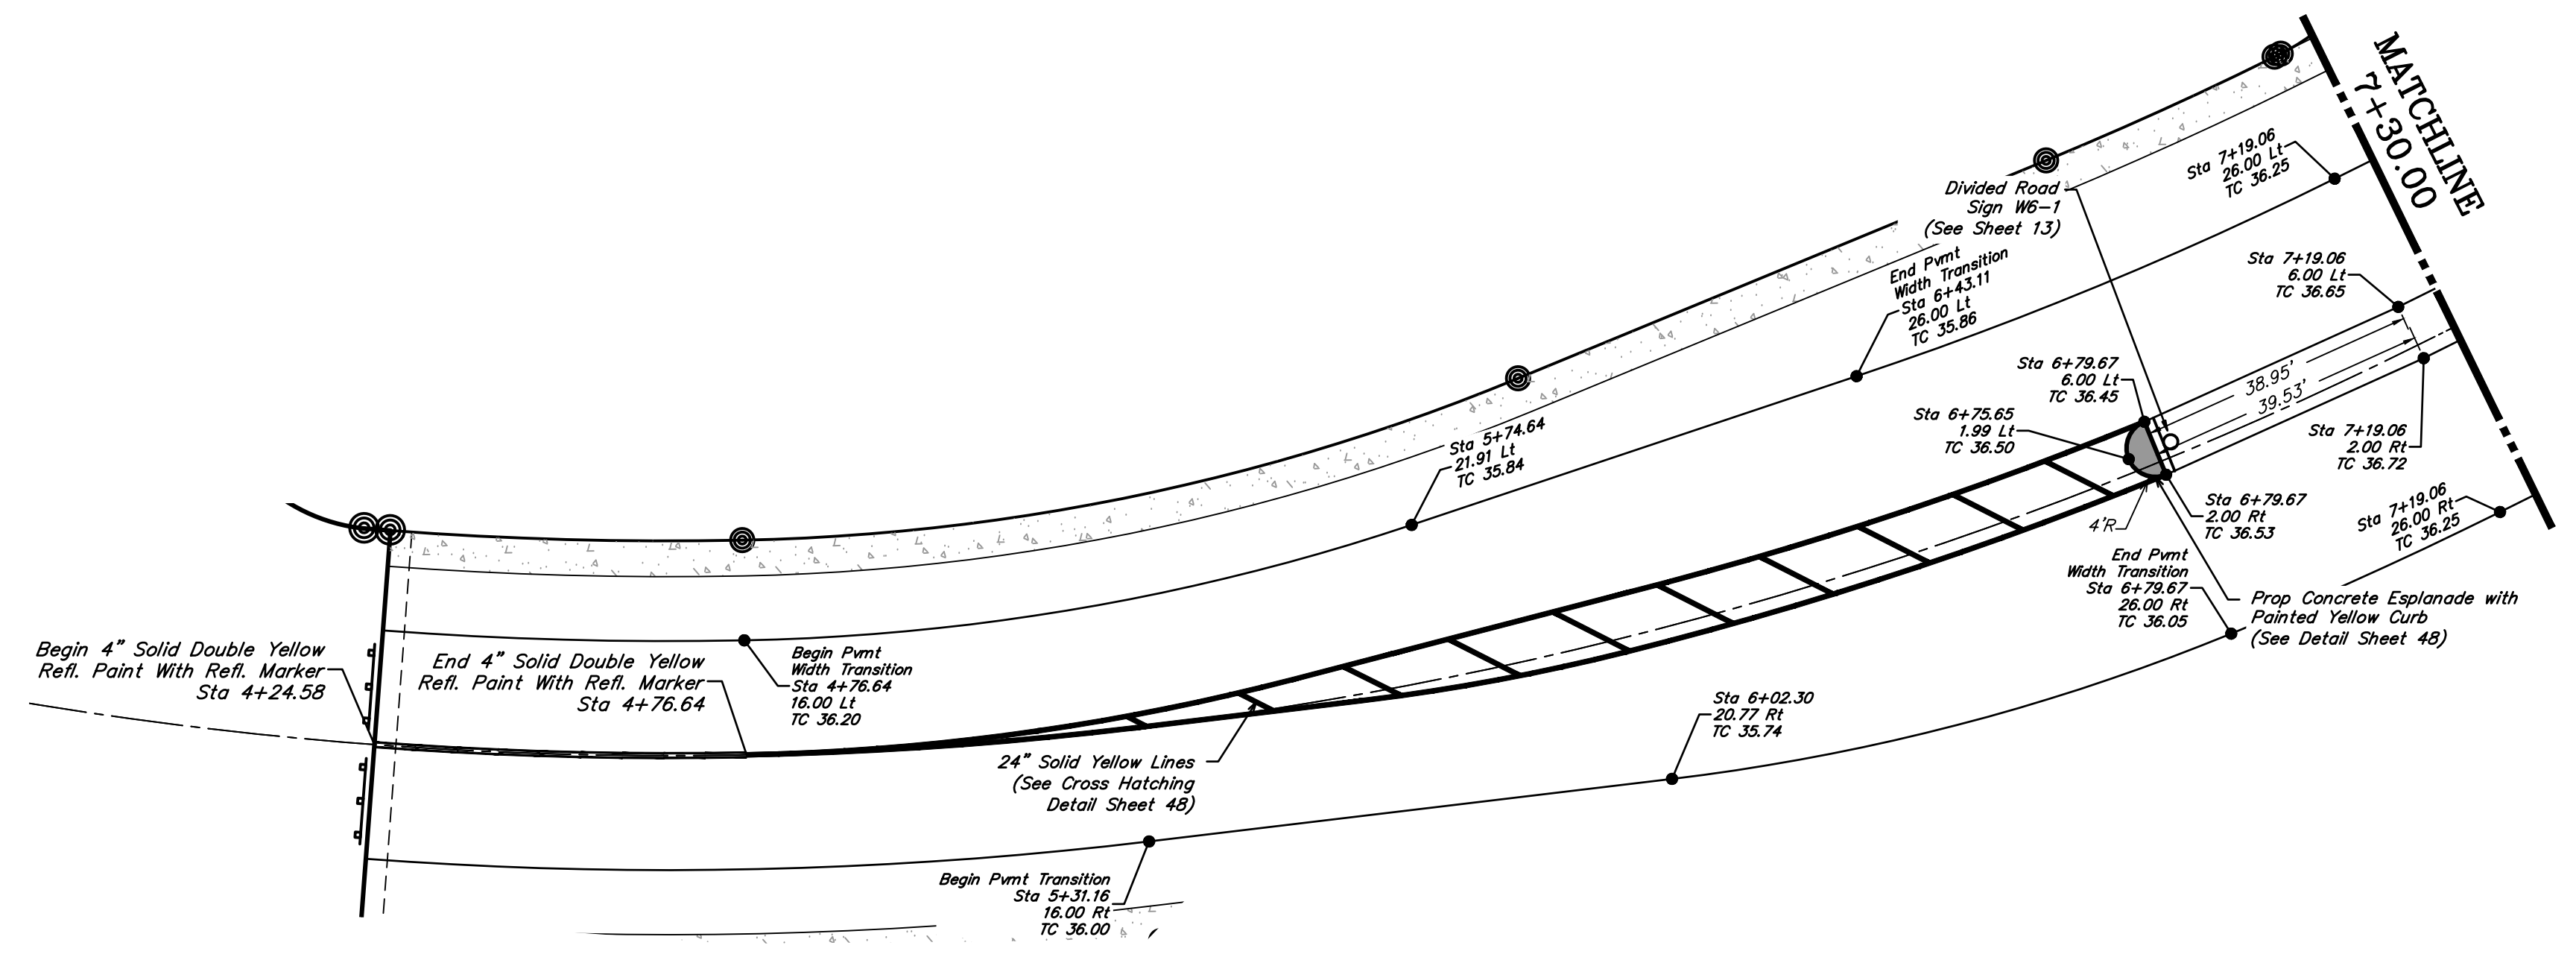 MATCHLINE
7+30.00
Sta 7+19.06
26.00 Lt
TC 36.25
Divided Road
Sign W6-1
(See Sheet 13)
End Pvmt
Width Transition
Sta 6+43.11
26.00 Lt
TC 35.86
Sta 7+19.06
6.00 Lt
TC 36.65
38.95'
39.53'
Sta 6+79.67
6.00 Lt
TC 36.45
Sta 6+75.65
1.99 Lt
TC 36.50
Sta 7+19.06
2.00 Rt
TC 36.72
Sta 5+74.64
21.91 Lt
TC 35.84
4'R
Sta 6+79.67
2.00 Rt
TC 36.53
Sta 7+19.06
26.00 Rt
TC 36.25
End Pvmt
Width Transition
Sta 6+79.67
26.00 Rt
TC 36.05
Prop Concrete Esplanade with
Painted Yellow Curb
(See Detail Sheet 48)
Begin 4" Solid Double Yellow
Refl. Paint With Refl. Marker
Sta 4+24.58
End 4" Solid Double Yellow
Refl. Paint With Refl. Marker
Sta 4+76.64
Begin Pvmt
Width Transition
Sta 4+76.64
16.00 Lt
TC 36.20
Sta 6+02.30
20.77 Rt
TC 35.74
24" Solid Yellow Lines
(See Cross Hatching
Detail Sheet 48)
Begin Pvmt Transition
Sta 5+31.16
16.00 Rt
TC 36.00